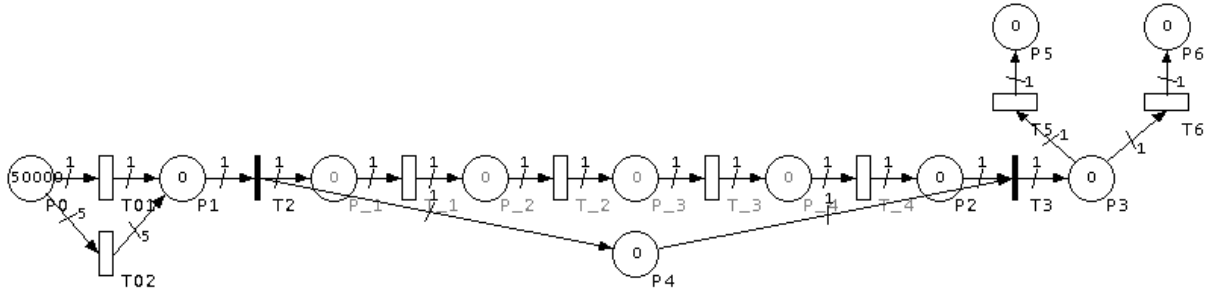 0 0
P5 P6
1 1
T5 1 1 T6
1 1 1 1 1 1 1 1 1 1 1 1 1 1
50000 0 0 0 0 0 0 0
P0 T01 P1 T2 P_1 T_1 P_2 T_2 P_3 T_3 P_4 T_4 P2 T3 P3
5 5 1 1
0
T02 P4